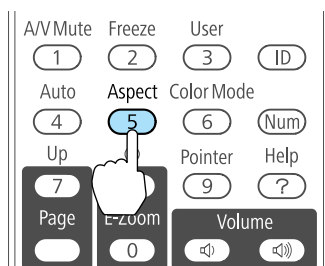 A/V Mute Freeze User
1 2 3 ID
Auto Aspect Color Mode
4 5 6 Num
Up Pointer Help
7 9 ?
Page E-Zoom Volume
0